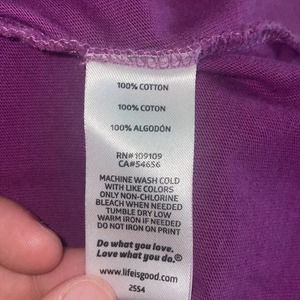 100% COTTON
100% COTON
100% ALGODÓN
RN# 109109
CA#54656
MACHINE WASH COLD
WITH LIKE COLORS
ONLY NON-CHLORINE
BLEACH WHEN NEEDED
TUMBLE DRY LOW
WARM IRON IF NEEDED
DO NOT IRON ON PRINT
Do what you love.
Love what you do.®
www.lifeisgood.com
2554